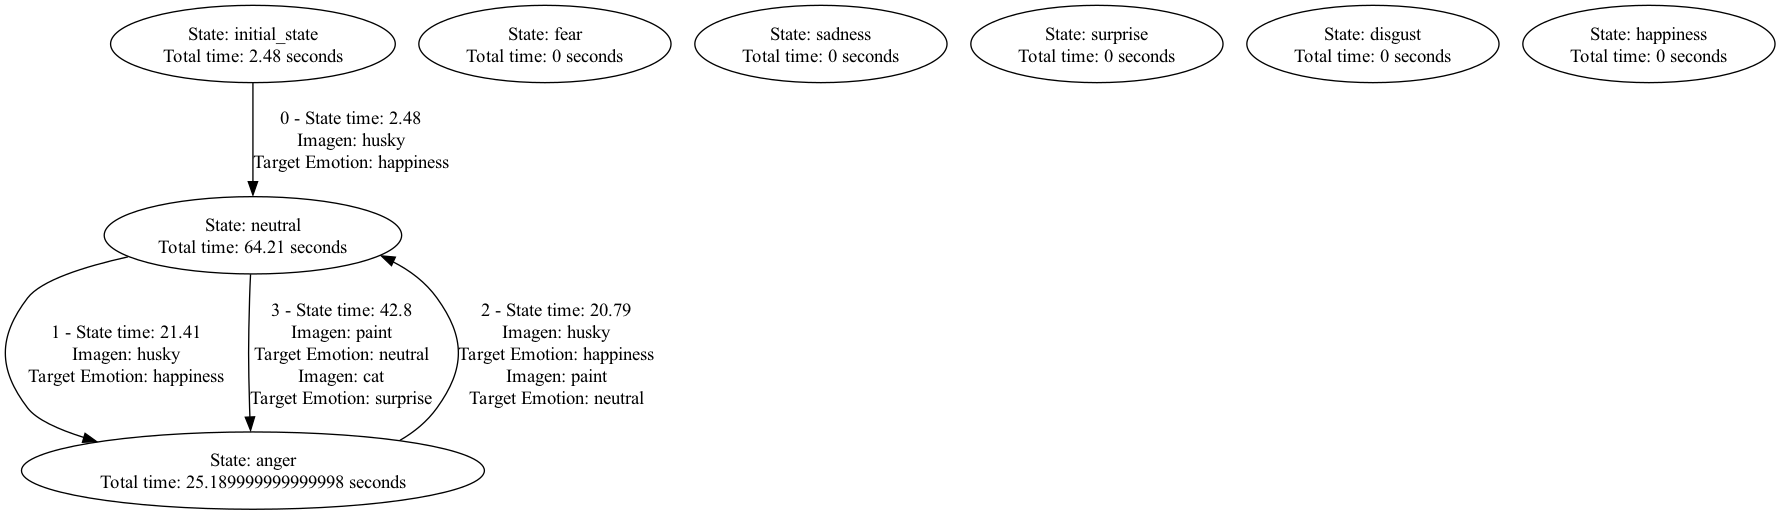 State: initial_state
Total time: 2.48 seconds
State: fear
Total time: 0 seconds
State: sadness
Total time: 0 seconds
State: surprise
Total time: 0 seconds
State: disgust
Total time: 0 seconds
State: happiness
Total time: 0 seconds
0 - State time: 2.48
Imagen: husky
Target Emotion: happiness
State: neutral
Total time: 64.21 seconds
1 - State time: 21.41
Imagen: husky
Target Emotion: happiness
3 - State time: 42.8
Imagen: paint
Target Emotion: neutral
Imagen: cat
Target Emotion: surprise
2 - State time: 20.79
Imagen: husky
Target Emotion: happiness
Imagen: paint
Target Emotion: neutral
State: anger
Total time: 25.189999999999998 seconds